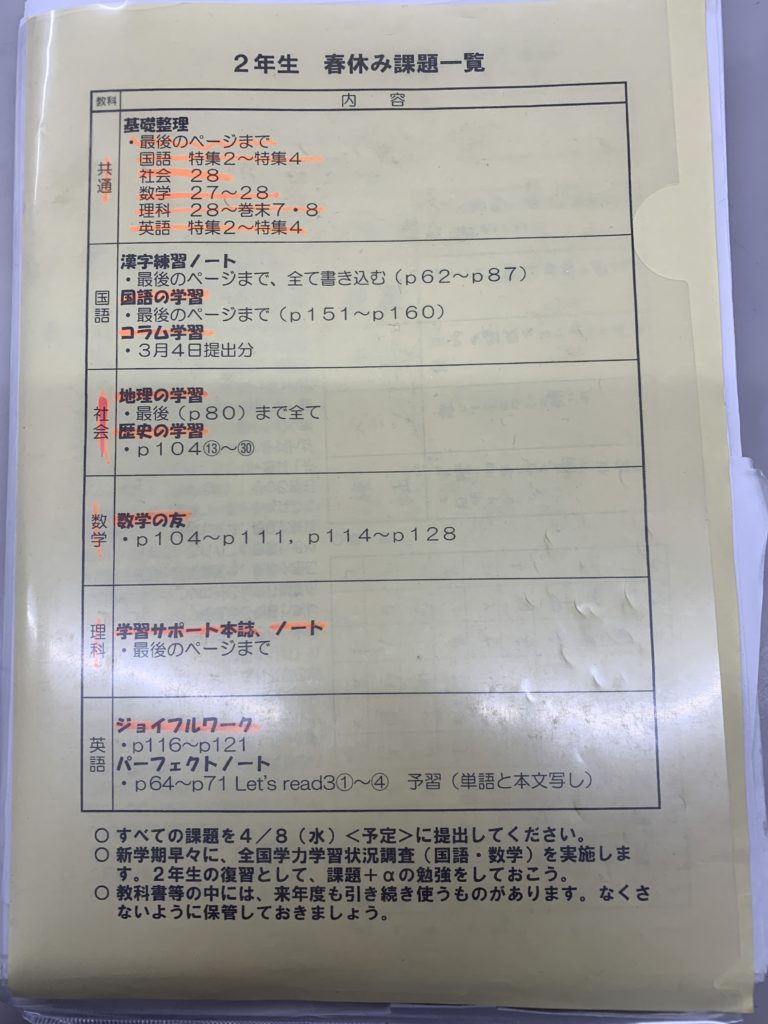 ２年生　春休み課題一覧
教科　内　容
共通
基礎整理
・最後のページまで
国語　特集２～特集４
社会　２８
数学　２７～２８
理科　２８～巻末７・８
英語　特集２～特集４
国語
漢字練習ノート
・最後のページまで、全て書き込む（ｐ６２～ｐ８７）
国語の学習
・最後のページまで（ｐ１５１～ｐ１６０）
コラム学習
・３月４日提出分
社会
地理の学習
・最後（ｐ８０）まで全て
歴史の学習
・ｐ１０４⑬～㉚
数学
数学の友
・ｐ１０４～ｐ１１１，ｐ１１４～ｐ１２８
理科
学習サポート本誌、ノート
・最後のページまで
英語
ジョイフルワーク
・p116～p121
パーフェクトノート
・ｐ64～p71 Let's read3①～④　予習（単語と本文写し）
○ すべての課題を４／８（水）＜予定＞に提出してください。
○ 新学期早々に、全国学力学習状況調査（国語・数学）を実施しま
す。２年生の復習として、課題＋αの勉強をしておこう。
○ 教科書等の中には、来年度も引き続き使うものがあります。なくさ
ないように保管しておきましょう。